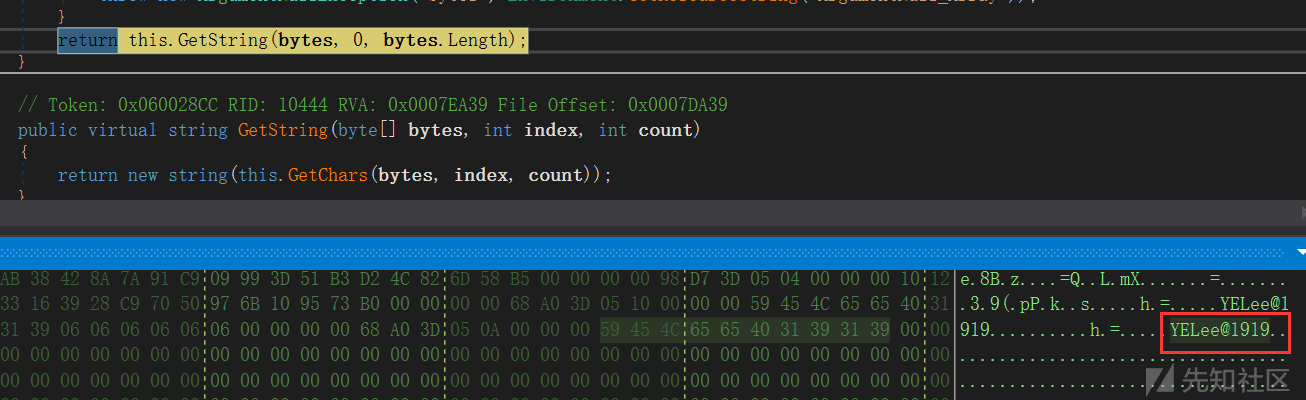 return this.GetString(bytes, 0, bytes.Length);
}
// Token: 0x060028CC RID: 10444 RVA: 0x0007EA39 File Offset: 0x0007DA39
public virtual string GetString(byte[] bytes, int index, int count)
{
return new string(this.GetChars(bytes, index, count));
}
AB 38 42 8A 7A 91 C9 09 99 3D 51 B3 D2 4C 82 6D 58 B5 00 00 00 00 98 D7 3D 05 04 00 00 00 10 12 e.8B.z....=Q..L.mX.......=.......
33 16 39 28 C9 70 50 97 6B 10 95 73 B0 00 00 00 00 68 A0 3D 05 10 00 00 00 59 45 4C 65 65 40 31 .3.9(.pP.k..s.....h.=.....YELee@1
31 39 06 06 06 06 06 06 00 00 00 00 68 A0 3D 05 0A 00 00 00 59 45 4C 65 65 40 31 39 31 39 00 00 919..........h.=.....YELee@1919..
00 00 00 00 00 00 00 00 00 00 00 00 00 00 00 00 00 00 00 00 00 00 00 00 00 00 00 00 00 00 00 00 .................................
00 00 00 00 00 00 00 00 00 00 00 00 00 00 00 00 00 00 00 00 00 00 00 00 00 00 00 00 00 00 00 00
先知社区